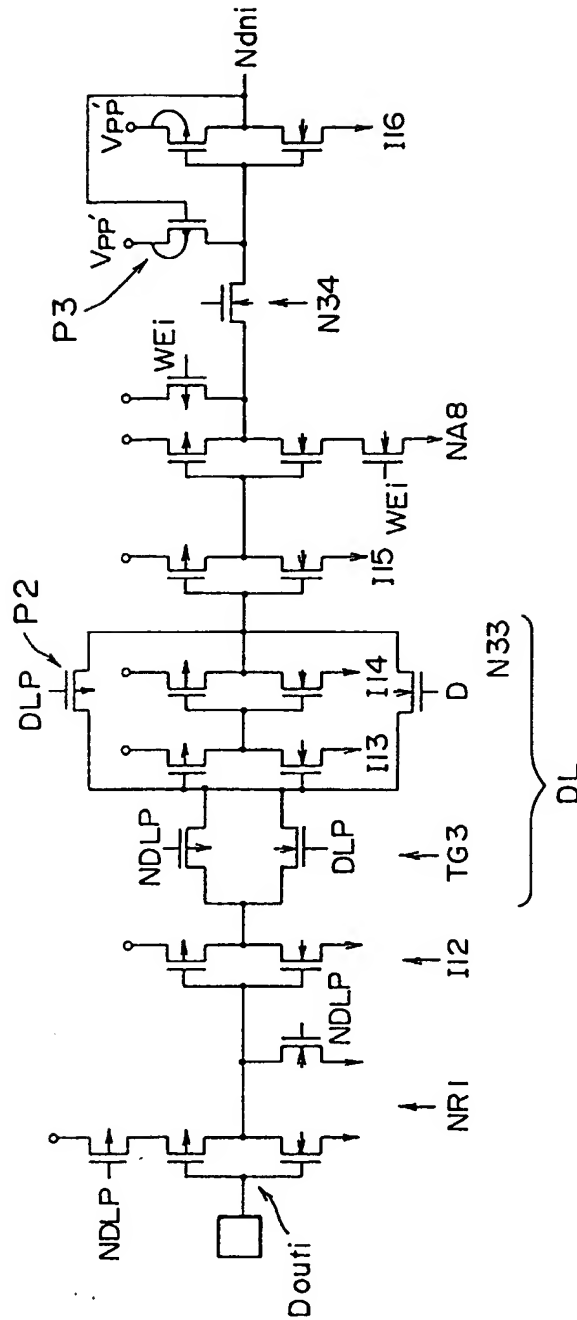 Douti
NDLP
NR1
NDLP
I12
TG3
NDLP
DLP
DL
I13
I14
DLP
P2
D
N33
I15
WEi
NA8
WEi
N34
P3
VPP'
VPP'
I16
Ndni